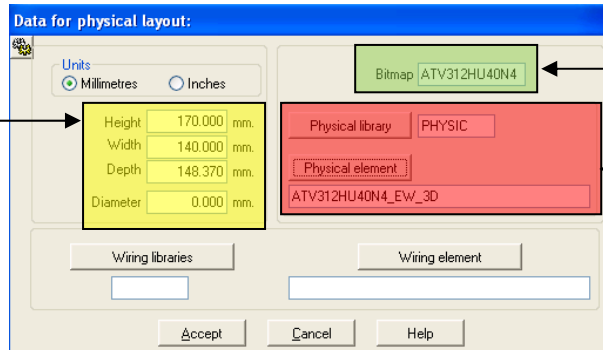 Data for physical layout:
Units
Millimetres Inches
Bitmap ATV312HU40N4
Height 170.000 mm.
Width 140.000 mm.
Depth 148.370 mm.
Diameter 0.000 mm.
Physical library PHYSIC
Physical element
ATV312HU40N4_EW_3D
Wiring libraries Wiring element
Accept Cancel Help